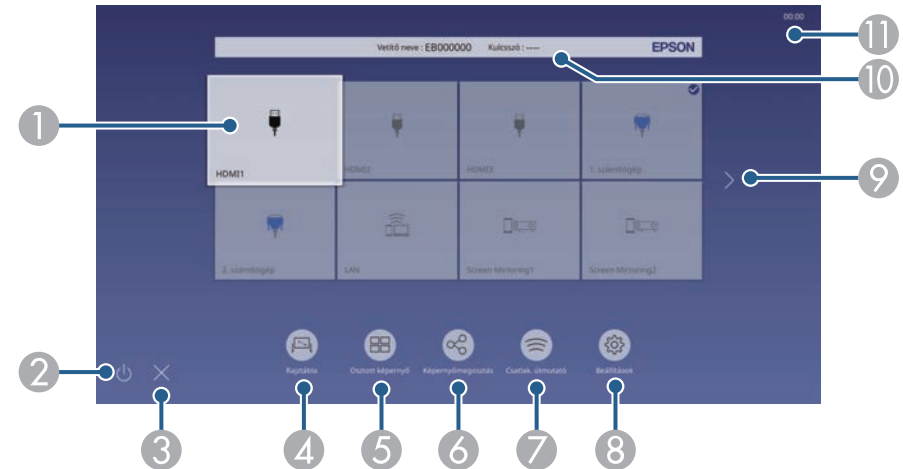 00:00
11
Vetítő neve : EB000000 Kulcsszó : ---- EPSON
10
1
HDMI1 HDMI2 HDMI3 1. számítógép
9
2. számítógép LAN Screen Mirroring1 Screen Mirroring2
2
Rajztábla Osztott képernyő Képernyőmegosztás Csatlak. útmutató Beállítások
3 4 5 6 7 8